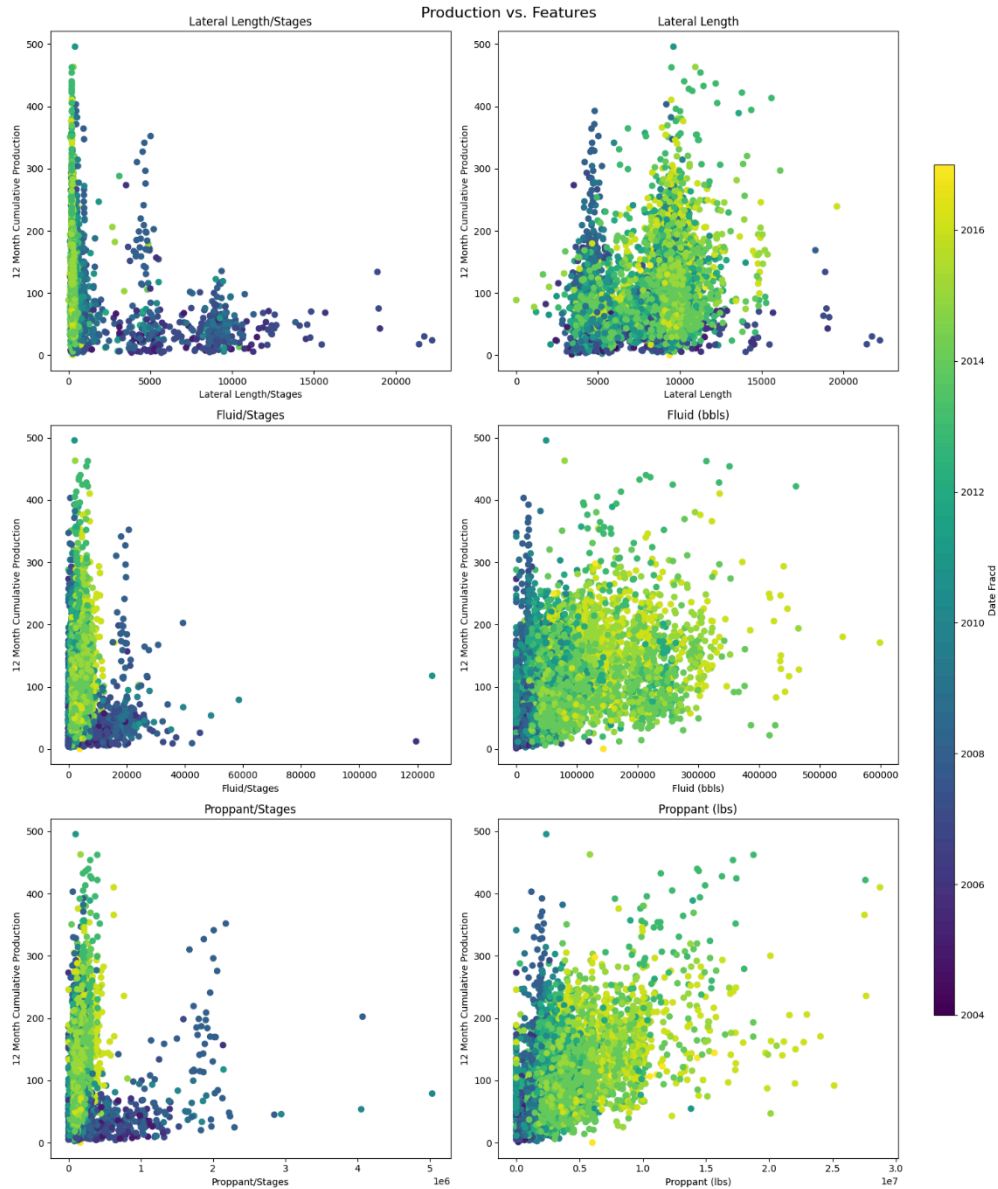 Production vs. Features
Lateral Length/Stages
12 Month Cumulative Production
500
400
300
200
100
0
0 5000 10000 15000 20000
Lateral Length/Stages
Lateral Length
12 Month Cumulative Production
500
400
300
200
100
0
0 5000 10000 15000 20000
Lateral Length
Fluid/Stages
12 Month Cumulative Production
500
400
300
200
100
0
0 20000 40000 60000 80000 100000 120000
Fluid/Stages
Fluid (bbls)
12 Month Cumulative Production
500
400
300
200
100
0
0 100000 200000 300000 400000 500000 600000
Fluid (bbls)
Proppant/Stages
12 Month Cumulative Production
500
400
300
200
100
0
0 1 2 3 4 5
1e6
Proppant/Stages
Proppant (lbs)
12 Month Cumulative Production
500
400
300
200
100
0
0.0 0.5 1.0 1.5 2.0 2.5 3.0
1e7
Proppant (lbs)
2016
2014
2012
2010
2008
2006
2004
Date Fracd